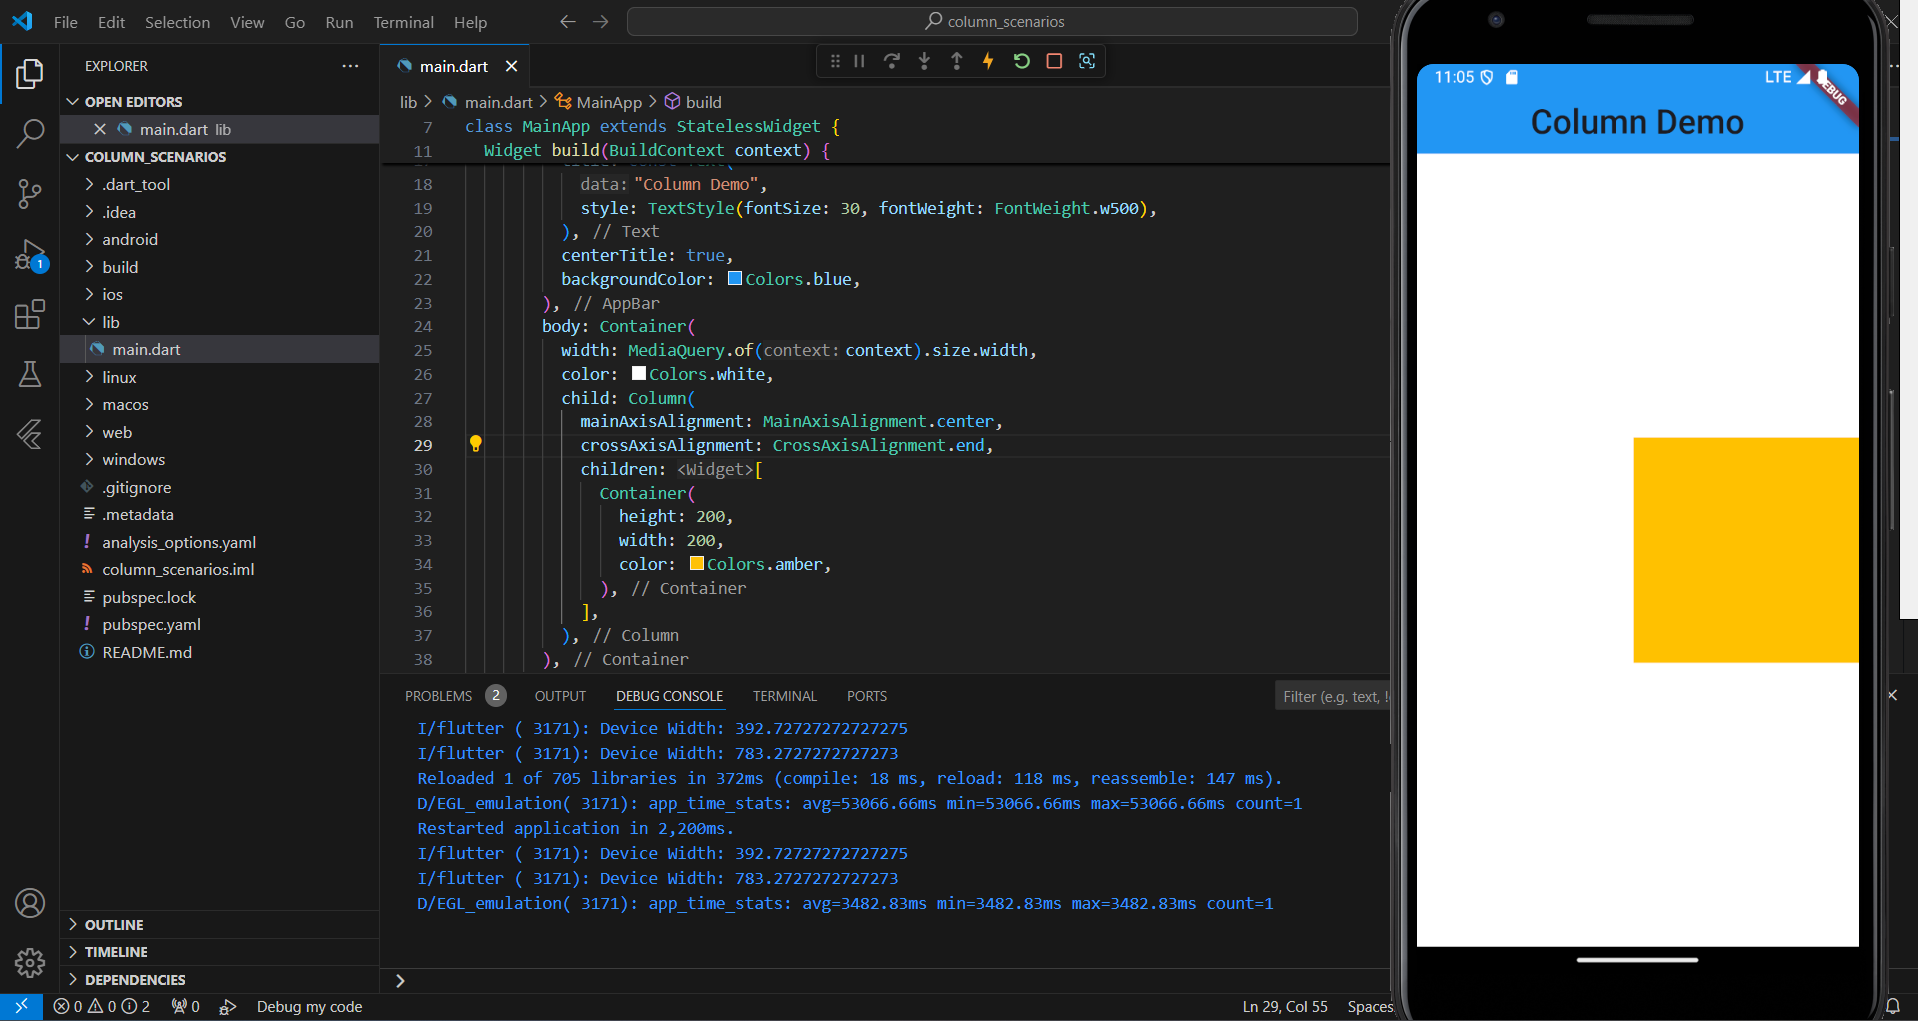 File Edit Selection View Go Run Terminal Help
column_scenarios
EXPLORER
OPEN EDITORS
main.dart lib
COLUMN_SCENARIOS
.dart_tool
.idea
android
build
ios
lib
main.dart
linux
macos
web
windows
.gitignore
.metadata
analysis_options.yaml
column_scenarios.iml
pubspec.lock
pubspec.yaml
README.md
OUTLINE
TIMELINE
DEPENDENCIES
1
main.dart
lib > main.dart > MainApp > build
7 class MainApp extends StatelessWidget {
11 Widget build(BuildContext context) {
18 data: "Column Demo",
19 style: TextStyle(fontSize: 30, fontWeight: FontWeight.w500),
20 ), // Text
21 centerTitle: true,
22 backgroundColor: Colors.blue,
23 ), // AppBar
24 body: Container(
25 width: MediaQuery.of(context: context).size.width,
26 color: Colors.white,
27 child: Column(
28 mainAxisAlignment: MainAxisAlignment.center,
29 crossAxisAlignment: CrossAxisAlignment.end,
30 children: <Widget>[
31 Container(
32 height: 200,
33 width: 200,
34 color: Colors.amber,
35 ), // Container
36 ],
37 ), // Column
38 ), // Container
PROBLEMS 2 OUTPUT DEBUG CONSOLE TERMINAL PORTS
Filter (e.g. text,
I/flutter ( 3171): Device Width: 392.72727272727275
I/flutter ( 3171): Device Width: 783.2727272727273
Reloaded 1 of 705 libraries in 372ms (compile: 18 ms, reload: 118 ms, reassemble: 147 ms).
D/EGL_emulation( 3171): app_time_stats: avg=53066.66ms min=53066.66ms max=53066.66ms count=1
Restarted application in 2,200ms.
I/flutter ( 3171): Device Width: 392.72727272727275
I/flutter ( 3171): Device Width: 783.2727272727273
D/EGL_emulation( 3171): app_time_stats: avg=3482.83ms min=3482.83ms max=3482.83ms count=1
0 0 2 0 Debug my code
Ln 29, Col 55 Spaces
11:05 LTE
Column Demo